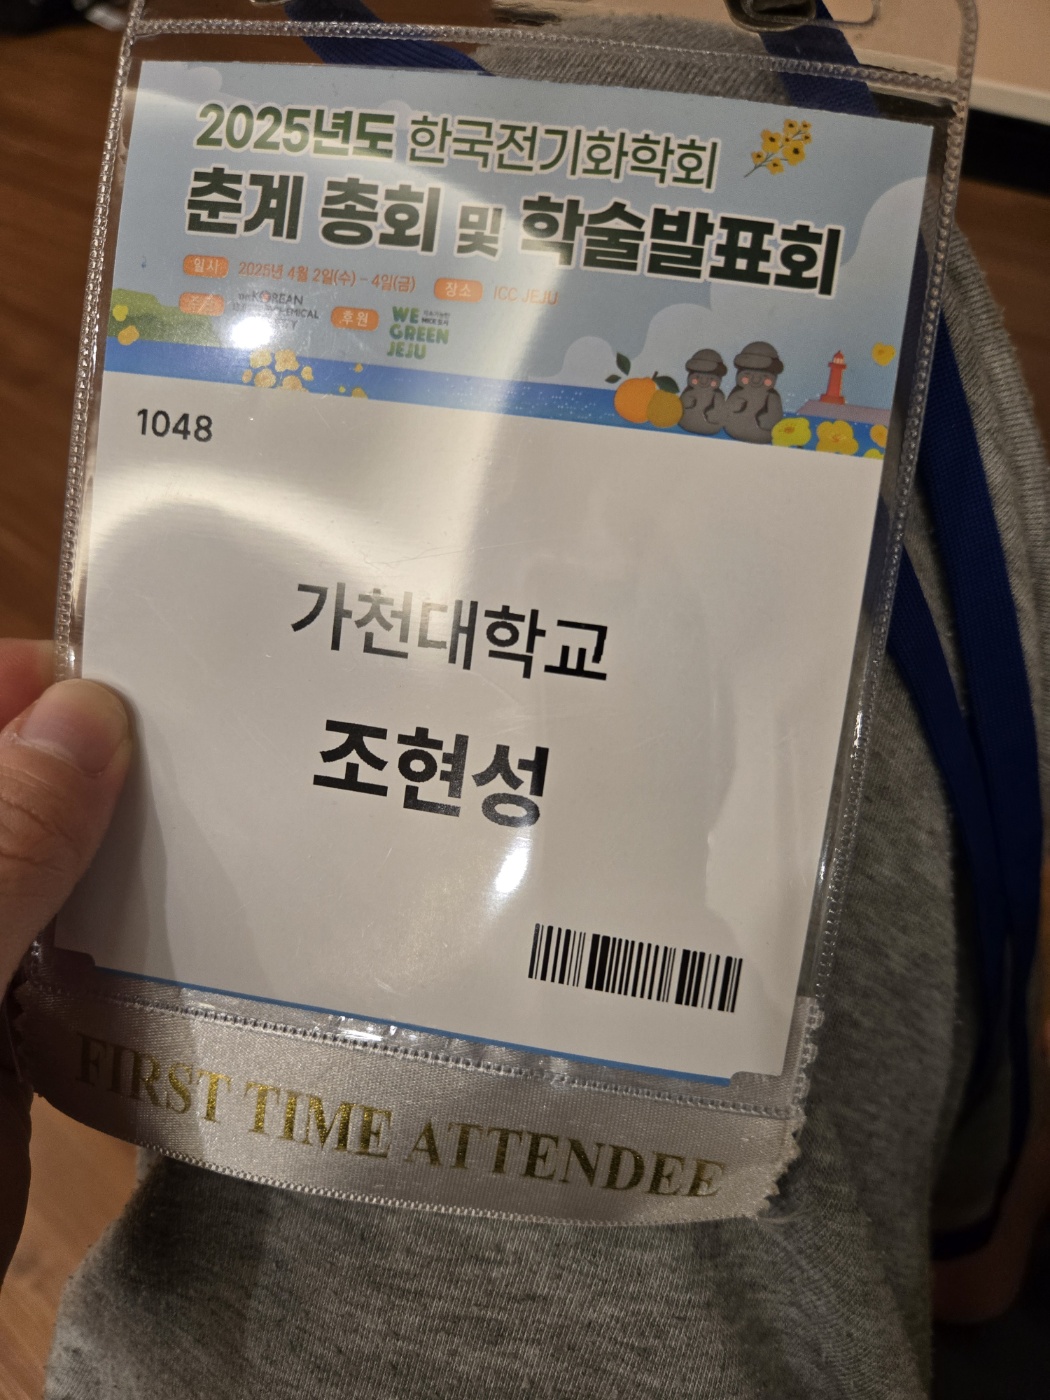 2025년도 한국전기화학회
춘계 총회 및 학술발표회
일시 2025년 4월 2일(수) - 4일(금) 장소 ICC JEJU
KOREAN
후원 WE
GREEN
JEJU
1048
가천대학교
조현성
FIRST TIME ATTENDEE